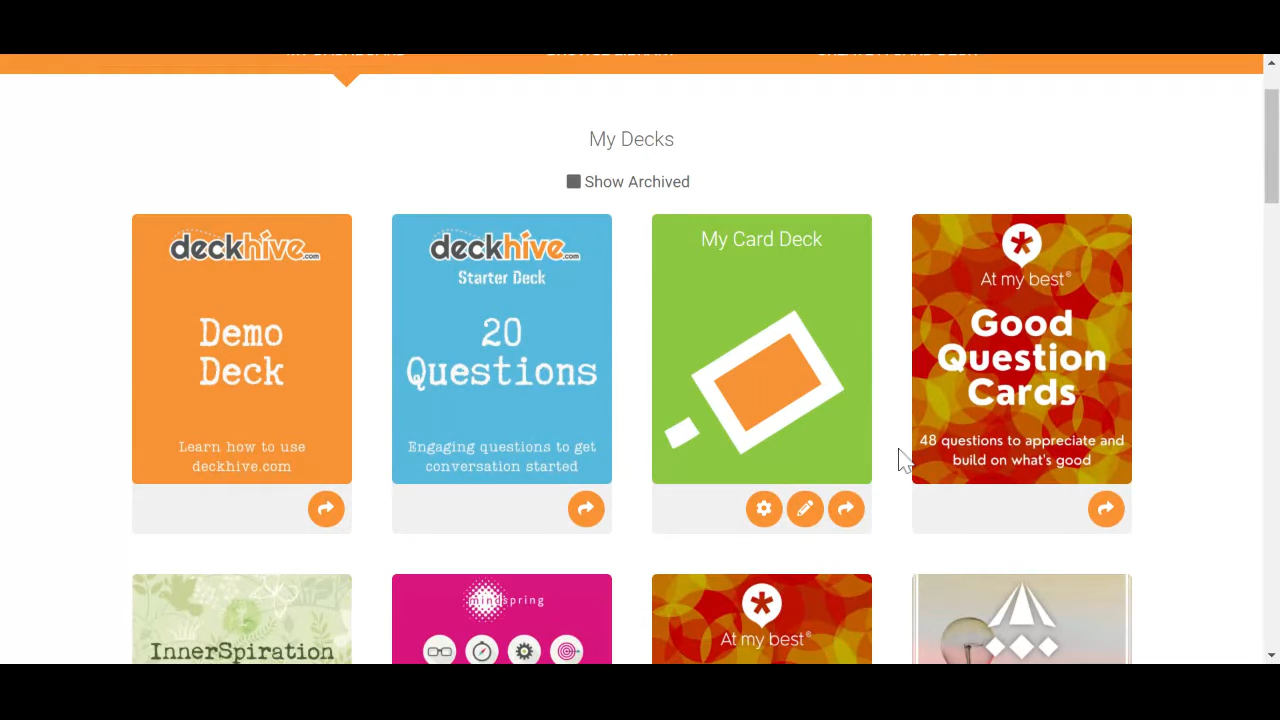 My Decks
Show Archived
deckhive.com
Demo
Deck
Learn how to use
deckhive.com
deckhive.com
Starter Deck
20
Questions
Engaging questions to get
conversation started
My Card Deck
At my best®
Good
Question
Cards
48 questions to appreciate and
build on what's good
InnerSpiration
mindspring
At my best®